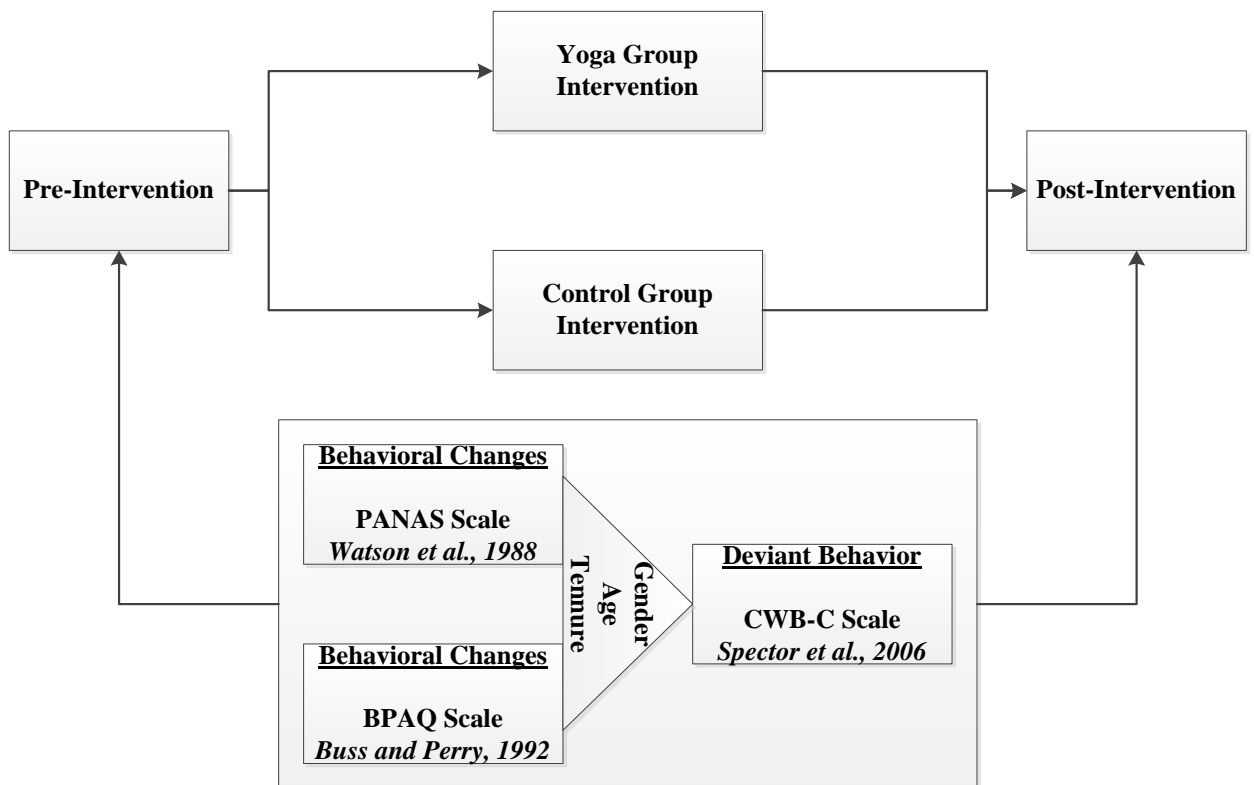 Yoga Group
Intervention
Pre-Intervention
Post-Intervention
Control Group
Intervention
Behavioral Changes
PANAS Scale
Watson et al., 1988
Gender
Age
Tennure
Deviant Behavior
CWB-C Scale
Spector et al., 2006
Behavioral Changes
BPAQ Scale
Buss and Perry, 1992